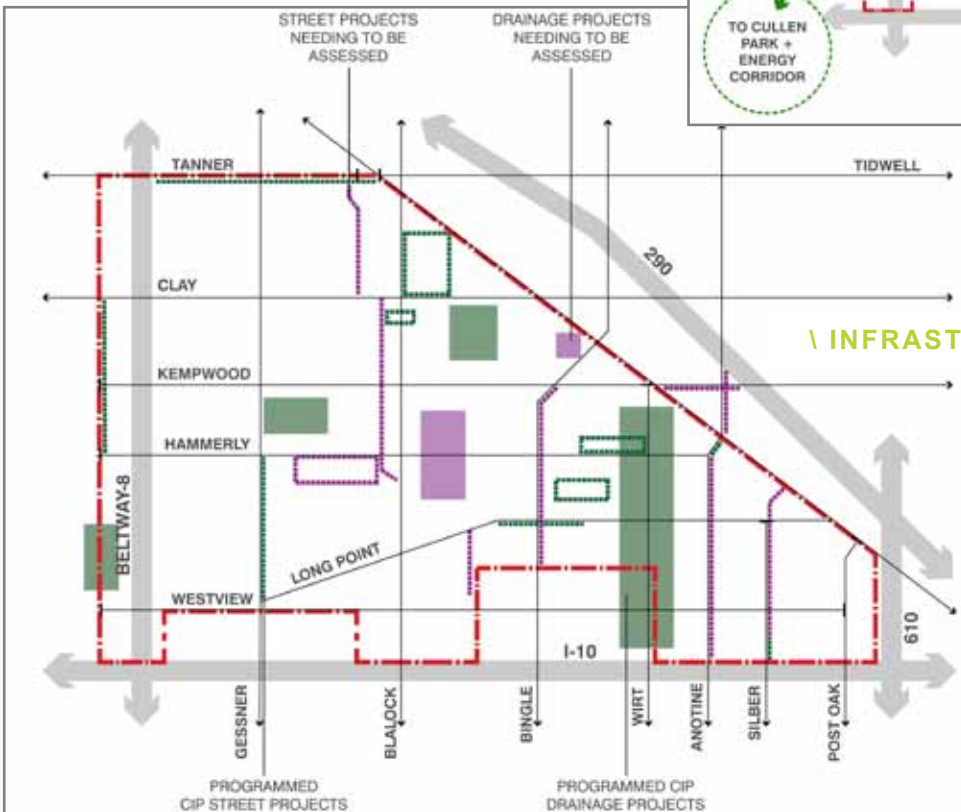 STREET PROJECTS
NEEDING TO BE
ASSESSED
DRAINAGE PROJECTS
NEEDING TO BE
ASSESSED
TO CULLEN
PARK +
ENERGY
CORRIDOR
TANNER
TIDWELL
290
CLAY
\ INFRAST
KEMPWOOD
HAMMERLY
BELTWAY-8
LONG POINT
WESTVIEW
I-10
610
GESSNER
BLALOCK
BINGLE
WIRT
ANOTINE
SILBER
POST OAK
PROGRAMMED
CIP STREET PROJECTS
PROGRAMMED CIP
DRAINAGE PROJECTS